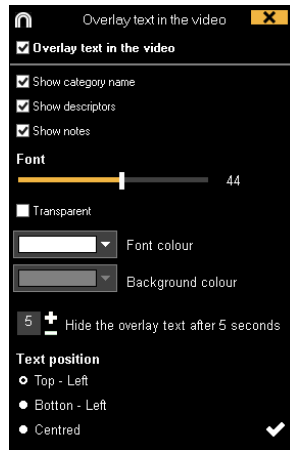 Overlay text in the video
Overlay text in the video
Show category name
Show descriptors
Show notes
Font
44
Transparent
Font colour
Background colour
5 Hide the overlay text after 5 seconds
Text position
Top - Left
Botton - Left
Centred